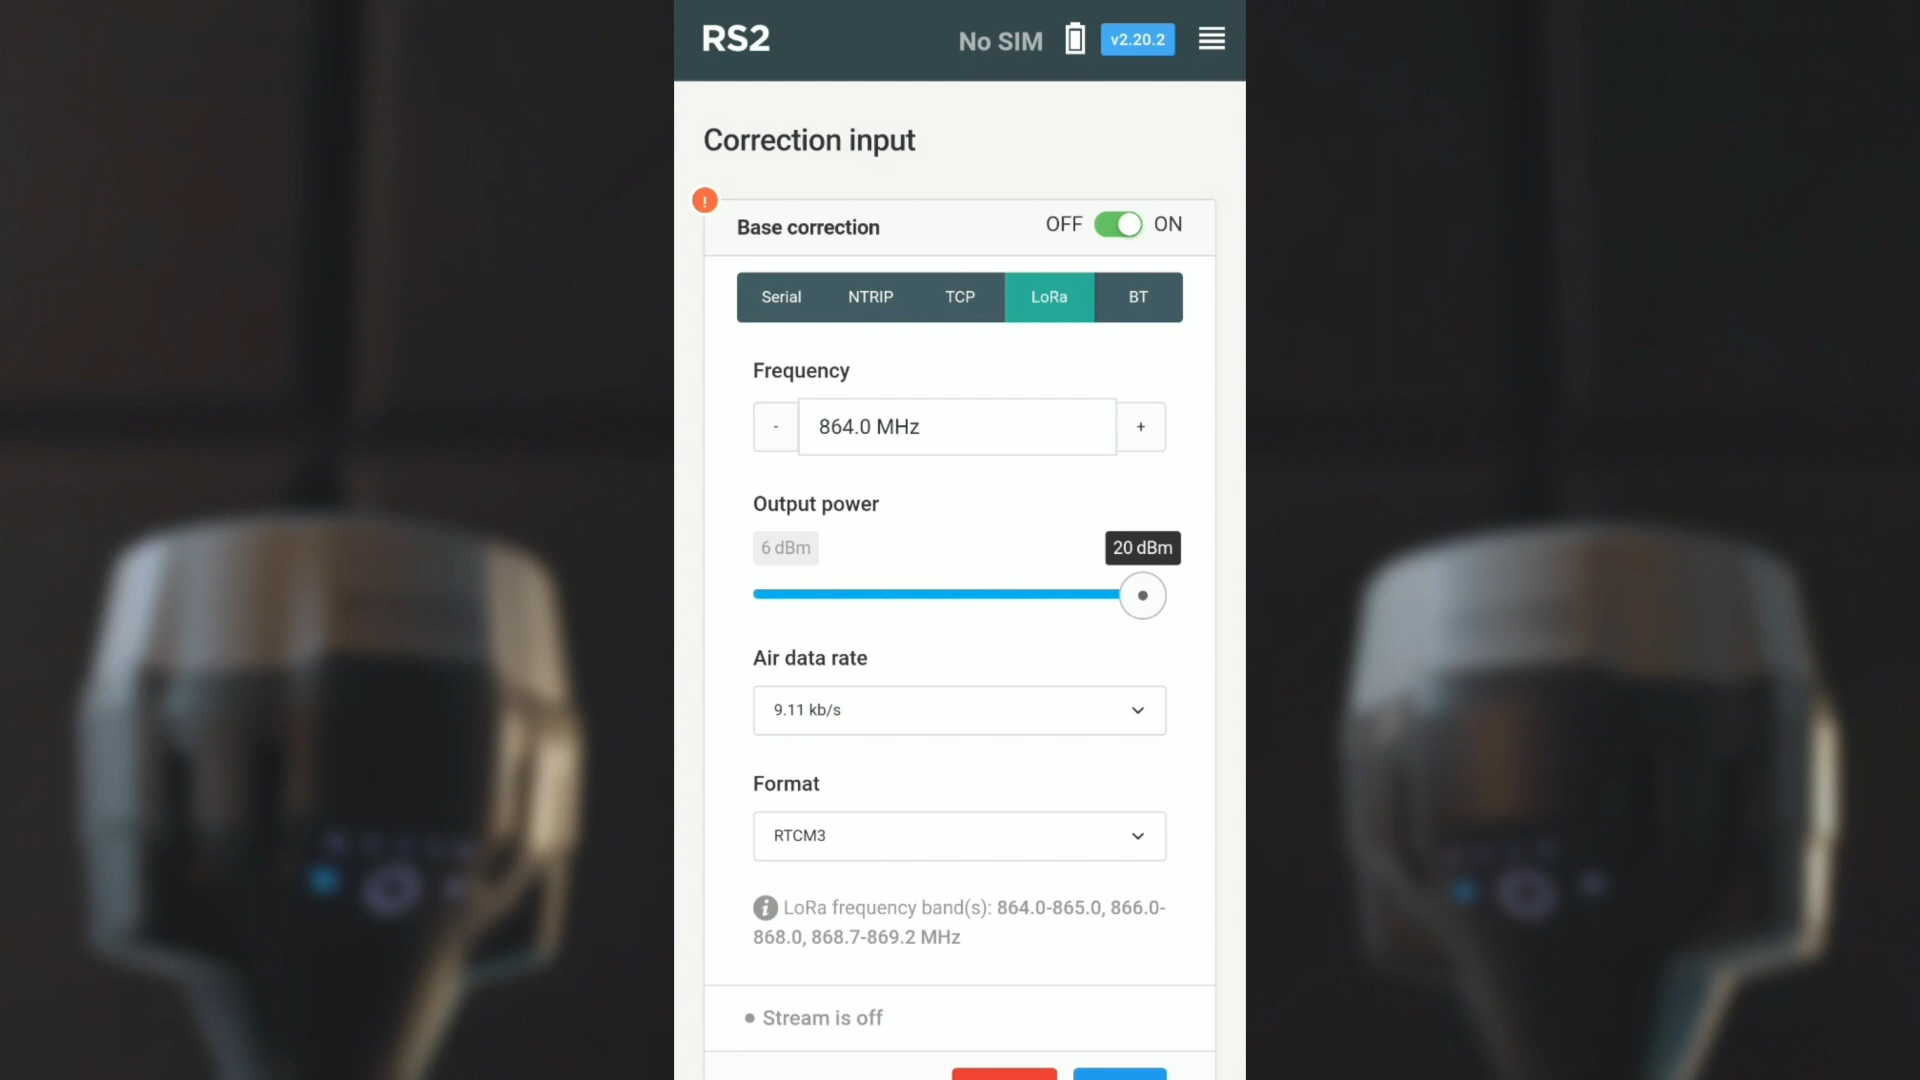 RS2
No SIM
v2.20.2
Correction input
!
Base correction
OFF
ON
Serial
NTRIP
TCP
LoRa
BT
Frequency
-
864.0 MHz
+
Output power
6 dBm
20 dBm
Air data rate
9.11 kb/s
Format
RTCM3
LoRa frequency band(s): 864.0-865.0, 866.0-
868.0, 868.7-869.2 MHz
Stream is off